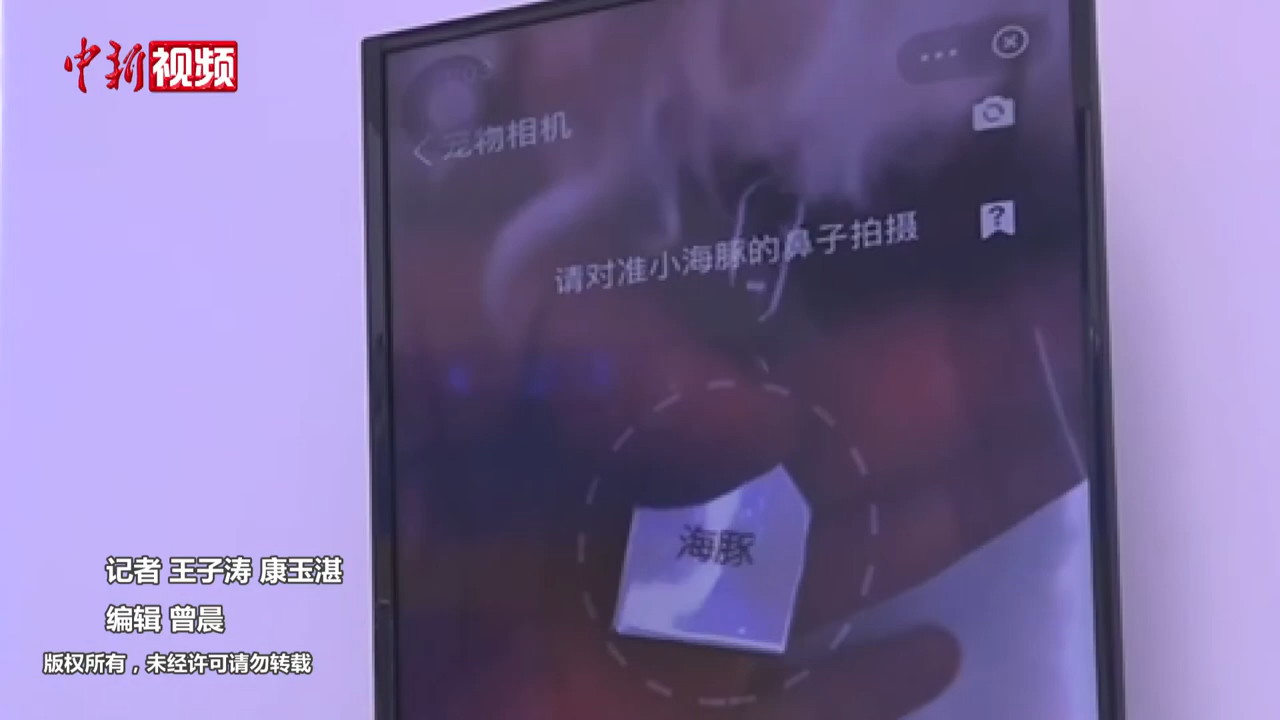 中新视频
宠物相机
请对准小海豚的鼻子拍摄
?
海豚
记者 王子涛 康玉湛
编辑 曾晨
版权所有，未经许可请勿转载